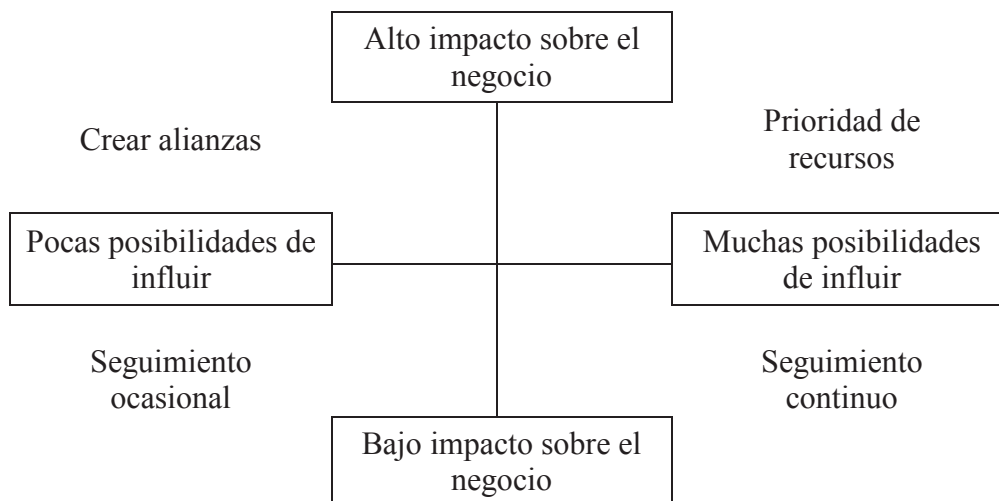 Alto impacto sobre el
negocio
Crear alianzas
Prioridad de
recursos
Pocas posibilidades de
influir
Muchas posibilidades
de influir
Seguimiento
ocasional
Seguimiento
continuo
Bajo impacto sobre el
negocio